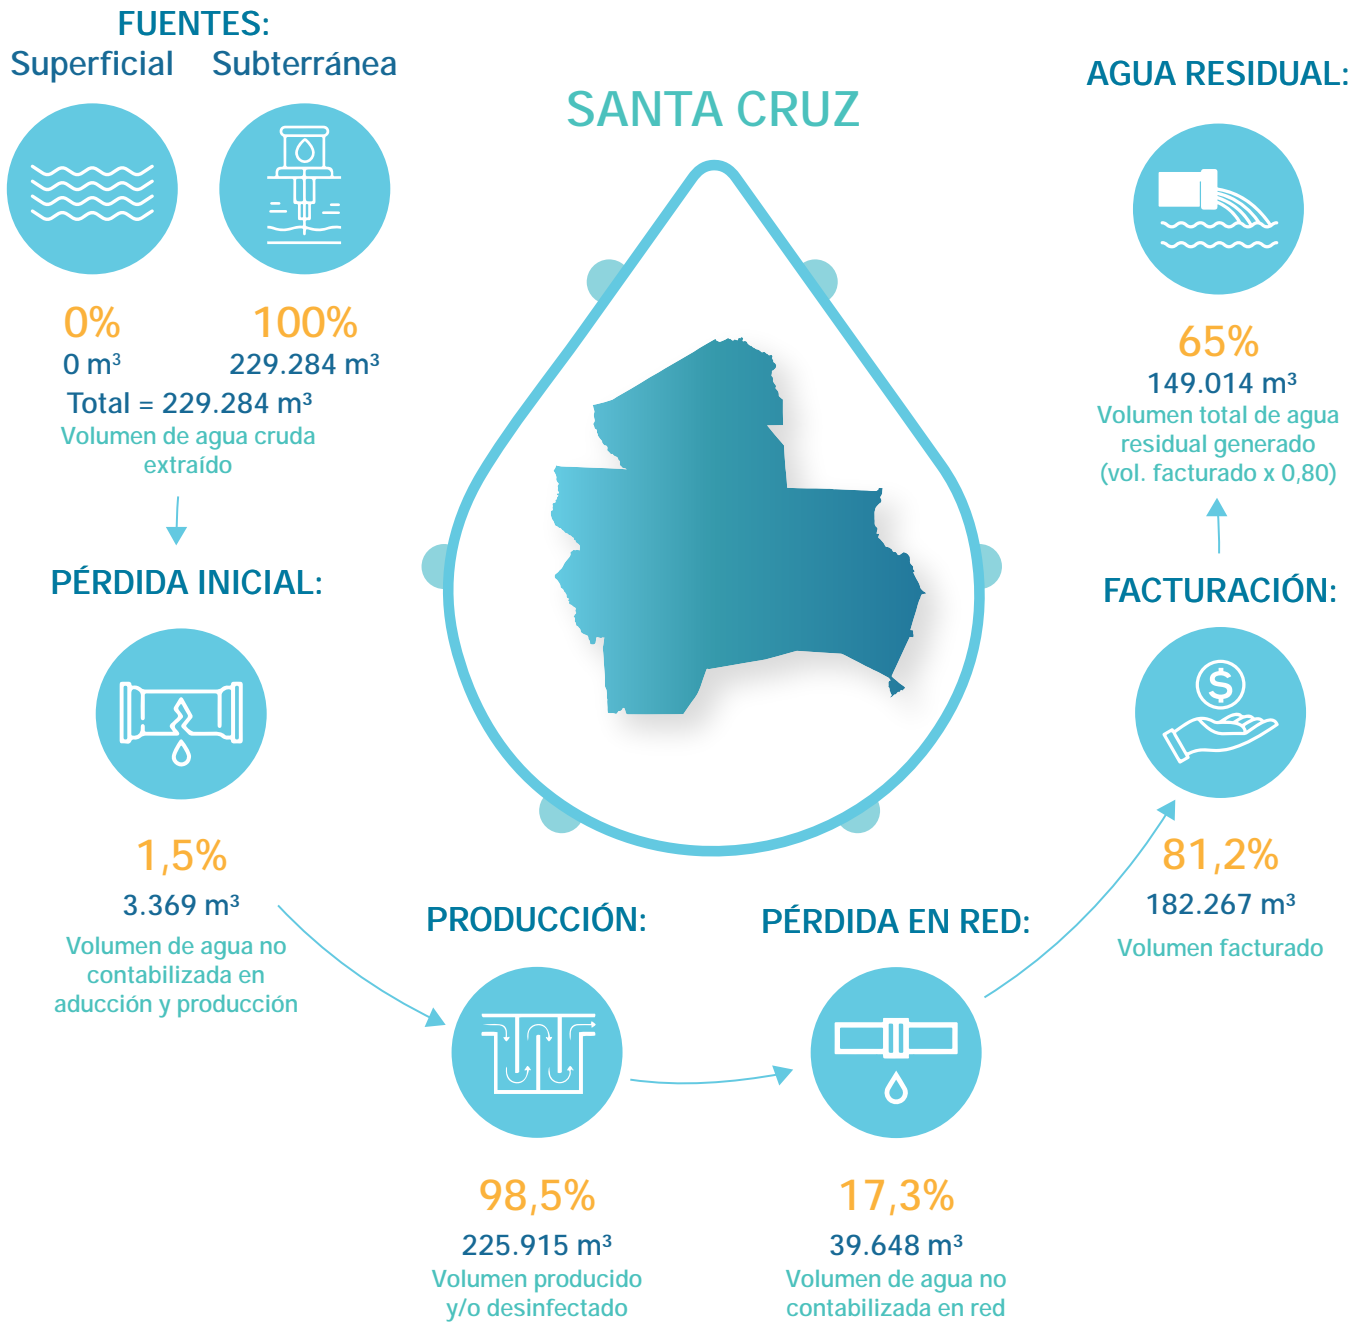 FUENTES:
Superficial
Subterránea
0%
0 m³
100%
229.284 m³
Total = 229.284 m³
Volumen de agua cruda
extraído
PÉRDIDA INICIAL:
1,5%
3.369 m³
Volumen de agua no
contabilizada en
aducción y producción
SANTA CRUZ
PRODUCCIÓN:
98,5%
225.915 m³
Volumen producido
y/o desinfectado
PÉRDIDA EN RED:
17,3%
39.648 m³
Volumen de agua no
contabilizada en red
FACTURACIÓN:
$
81,2%
182.267 m³
Volumen facturado
AGUA RESIDUAL:
65%
149.014 m³
Volumen total de agua
residual generado
(vol. facturado x 0,80)